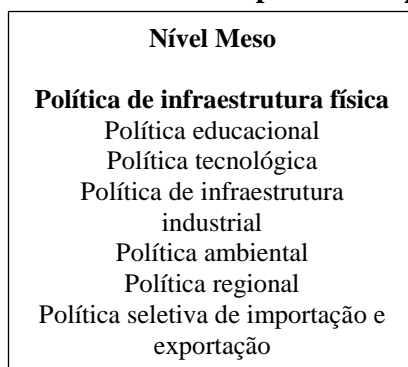 Nível Meso
Política de infraestrutura física
Política educacional
Política tecnológica
Política de infraestrutura
industrial
Política ambiental
Política regional
Política seletiva de importação e
exportação